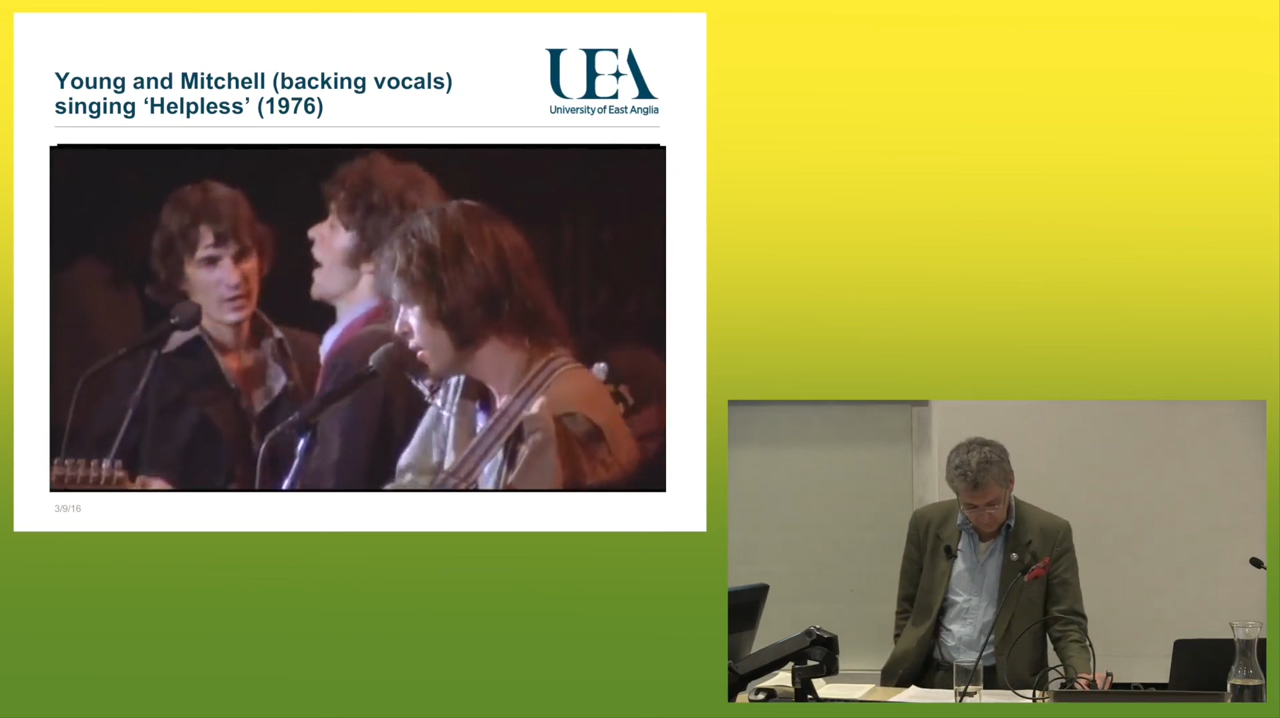 Young and Mitchell (backing vocals)
singing ‘Helpless’ (1976)
UEA
University of East Anglia
3/9/16